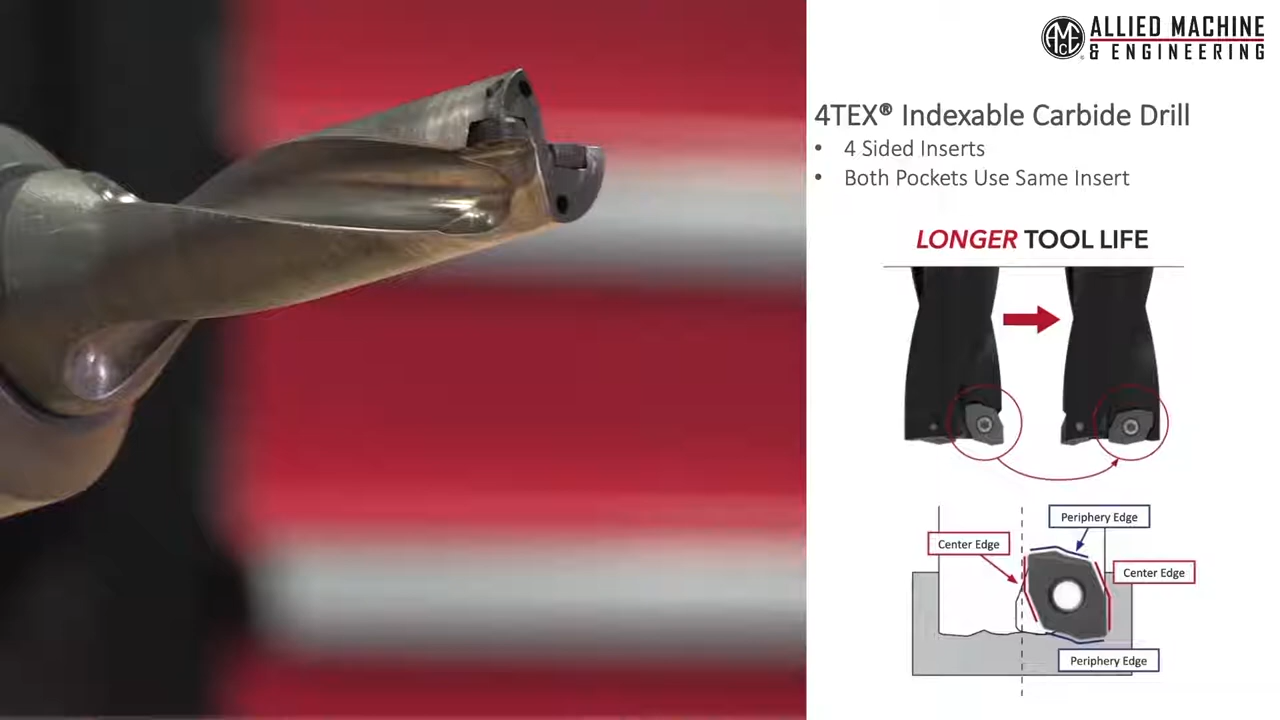 ALLIED MACHINE
& ENGINEERING
AMEC
4TEX® Indexable Carbide Drill
• 4 Sided Inserts
• Both Pockets Use Same Insert
LONGER TOOL LIFE
Periphery Edge
Center Edge
Center Edge
Periphery Edge